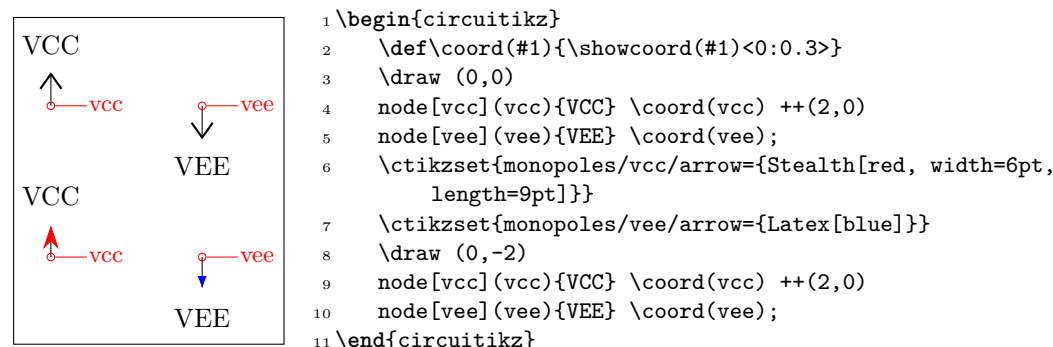 VCC
vcc vee
VEE
VCC
vcc vee
VEE
1 \begin{circuitikz}
2 \def\coord(#1){\showcoord(#1)<0:0.3>}
3 \draw (0,0)
4 node[vcc](vcc){VCC} \coord(vcc) ++(2,0)
5 node[vee](vee){VEE} \coord(vee);
6 \ctikzset{monopoles/vcc/arrow={Stealth[red, width=6pt,
length=9pt]}}
7 \ctikzset{monopoles/vee/arrow={Latex[blue]}}
8 \draw (0,-2)
9 node[vcc](vcc){VCC} \coord(vcc) ++(2,0)
10 node[vee](vee){VEE} \coord(vee);
11 \end{circuitikz}